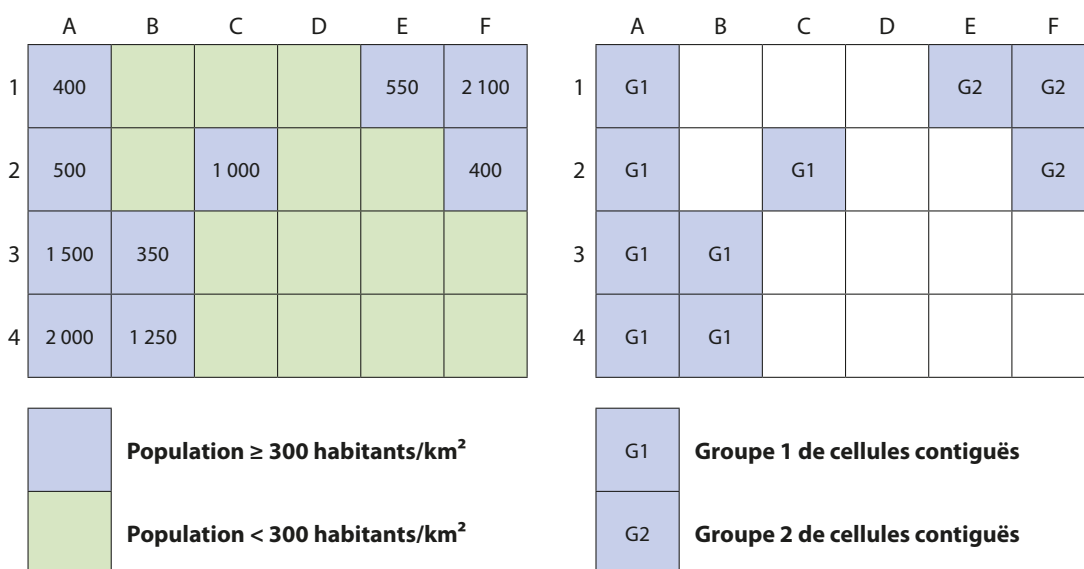 A B C D E F A B C D E F
1 400 550 2 100 1 G1 G2 G2
2 500 1 000 400 2 G1 G1 G2
3 1 500 350 3 G1 G1
4 2 000 1 250 4 G1 G1
Population ≥ 300 habitants/km² G1 Groupe 1 de cellules contiguës
Population < 300 habitants/km² G2 Groupe 2 de cellules contiguës